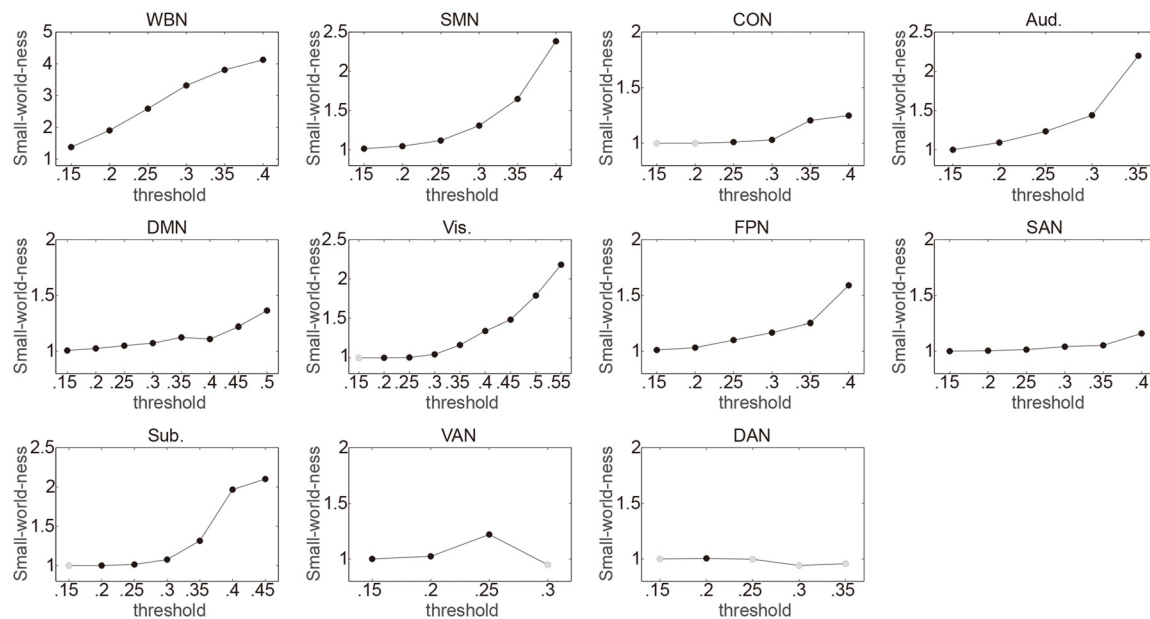 WBN
Small-world-ness
5
4
3
2
1
.15 .2 .25 .3 .35 .4
threshold
SMN
Small-world-ness
2.5
2
1.5
1
.15 .2 .25 .3 .35 .4
threshold
CON
Small-world-ness
2
1.5
1
.15 .2 .25 .3 .35 .4
threshold
Aud.
Small-world-ness
2.5
2
1.5
1
.15 .2 .25 .3 .35
threshold
DMN
Small-world-ness
2
1.5
1
.15 .2 .25 .3 .35 .4 .45 .5
threshold
Vis.
Small-world-ness
2.5
2
1.5
1
.15 .2 .25 .3 .35 .4 .45 .5 .55
threshold
FPN
Small-world-ness
2
1.5
1
.15 .2 .25 .3 .35 .4
threshold
SAN
Small-world-ness
2
1.5
1
.15 .2 .25 .3 .35 .4
threshold
Sub.
Small-world-ness
2.5
2
1.5
1
.15 .2 .25 .3 .35 .4 .45
threshold
VAN
Small-world-ness
2
1.5
1
.15 .2 .25 .3
threshold
DAN
Small-world-ness
2
1.5
1
.15 .2 .25 .3 .35
threshold